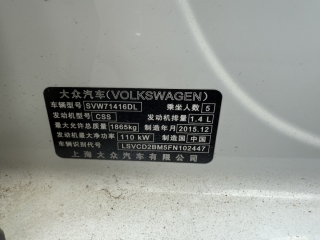 大众汽车(VOLKSWAGEN)
车辆型号 SVW71416DL 乘坐人数 5
发动机型号 CSS 发动机排量 1.4 L
最大允许总质量 1865kg 制造年月 2015.12
发动机最大净功率 110 kW 制造国 中国
车辆识别代号 LSVCD2BM5FN102447
上海大众汽车有限公司